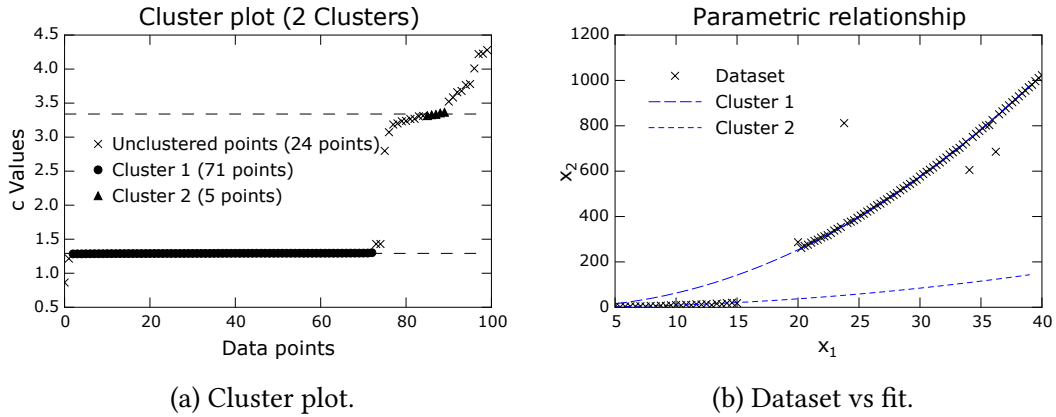 Cluster plot (2 Clusters)
4.5
4.0
3.5
3.0
2.5
2.0
1.5
1.0
0.5
c Values
Unclustered points (24 points)
Cluster 1 (71 points)
Cluster 2 (5 points)
0 20 40 60 80 100
Data points
(a) Cluster plot.
Parametric relationship
1200
1000
800
600
400
200
0
x_2
Dataset
Cluster 1
Cluster 2
5 10 15 20 25 30 35 40
x_1
(b) Dataset vs fit.